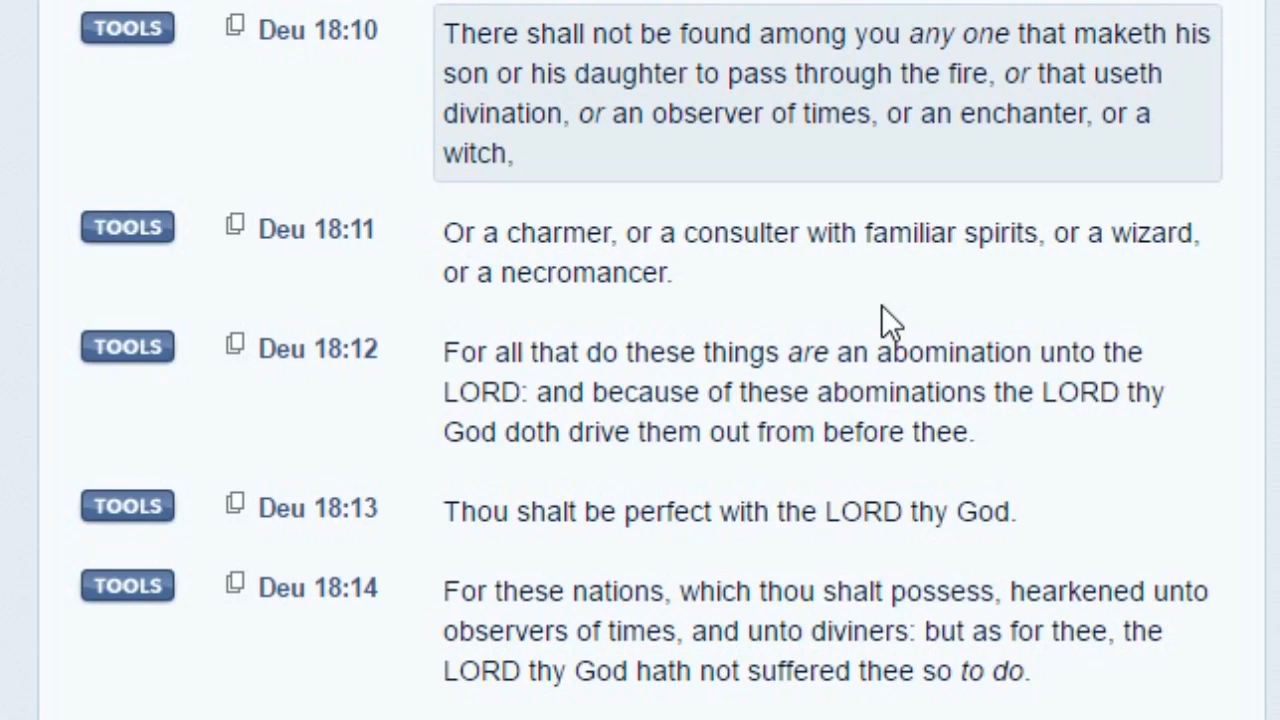 TOOLS Deu 18:10 There shall not be found among you any one that maketh his
son or his daughter to pass through the fire, or that useth
divination, or an observer of times, or an enchanter, or a
witch,
TOOLS Deu 18:11 Or a charmer, or a consulter with familiar spirits, or a wizard,
or a necromancer.
TOOLS Deu 18:12 For all that do these things are an abomination unto the
LORD: and because of these abominations the LORD thy
God doth drive them out from before thee.
TOOLS Deu 18:13 Thou shalt be perfect with the LORD thy God.
TOOLS Deu 18:14 For these nations, which thou shalt possess, hearkened unto
observers of times, and unto diviners: but as for thee, the
LORD thy God hath not suffered thee so to do.